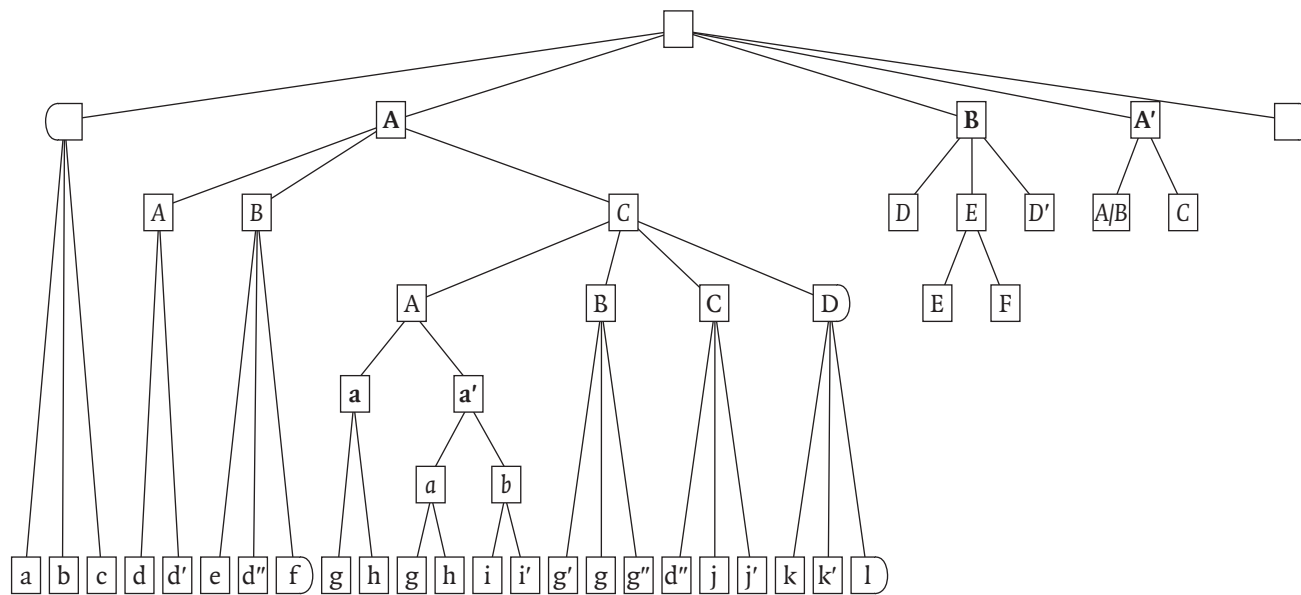 A B A′
A B C D E D′ A/B C
A B C D E F
a a′
a b
a b c d d′ e d″ f g h g h i i′ g′ g g″ d″ j j′ k k′ l